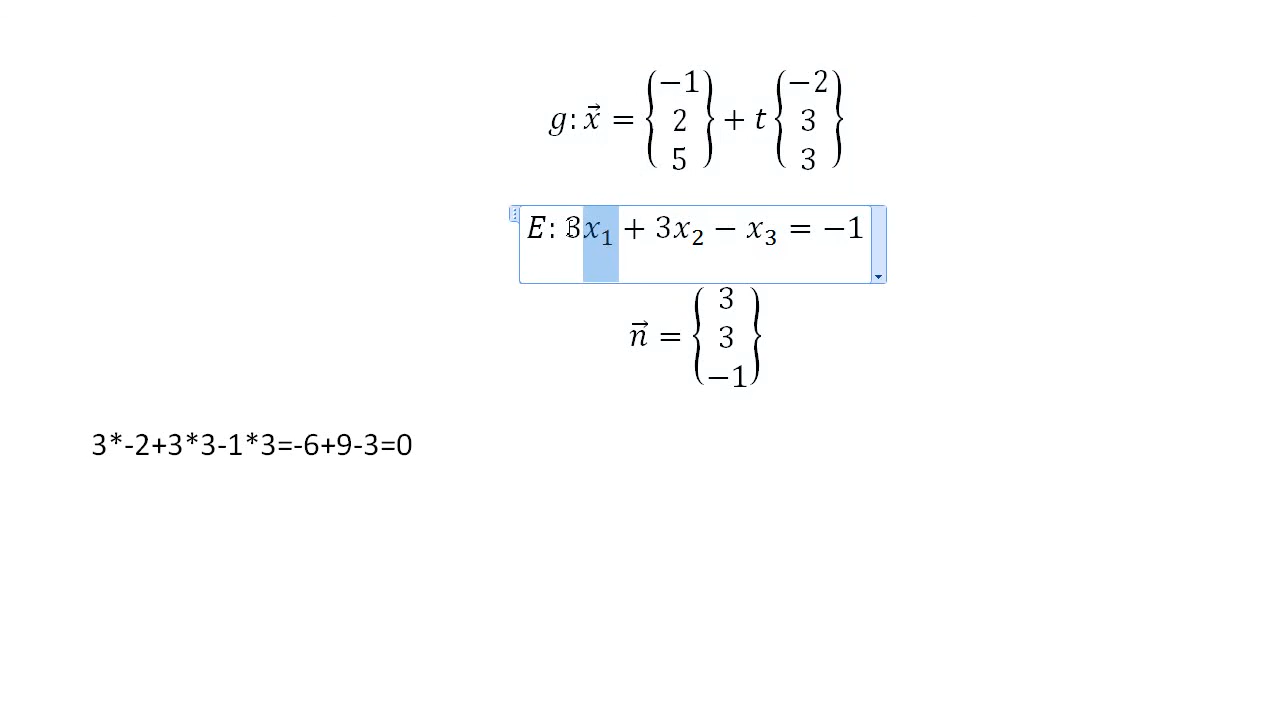 g: x⃗ = {−1 2 5} + t {−2 3 3}
E: 3x₁ + 3x₂ − x₃ = −1
n⃗ = {3 3 −1}
3*-2+3*3-1*3=-6+9-3=0